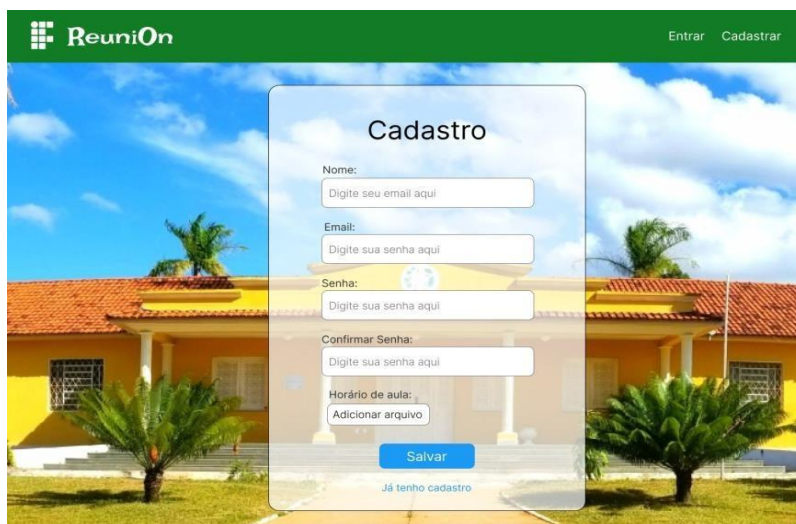 ReuniOn
Entrar Cadastrar
Cadastro
Nome:
Digite seu email aqui
Email:
Digite sua senha aqui
Senha:
Digite sua senha aqui
Confirmar Senha:
Digite sua senha aqui
Horário de aula:
Adicionar arquivo
Salvar
Já tenho cadastro